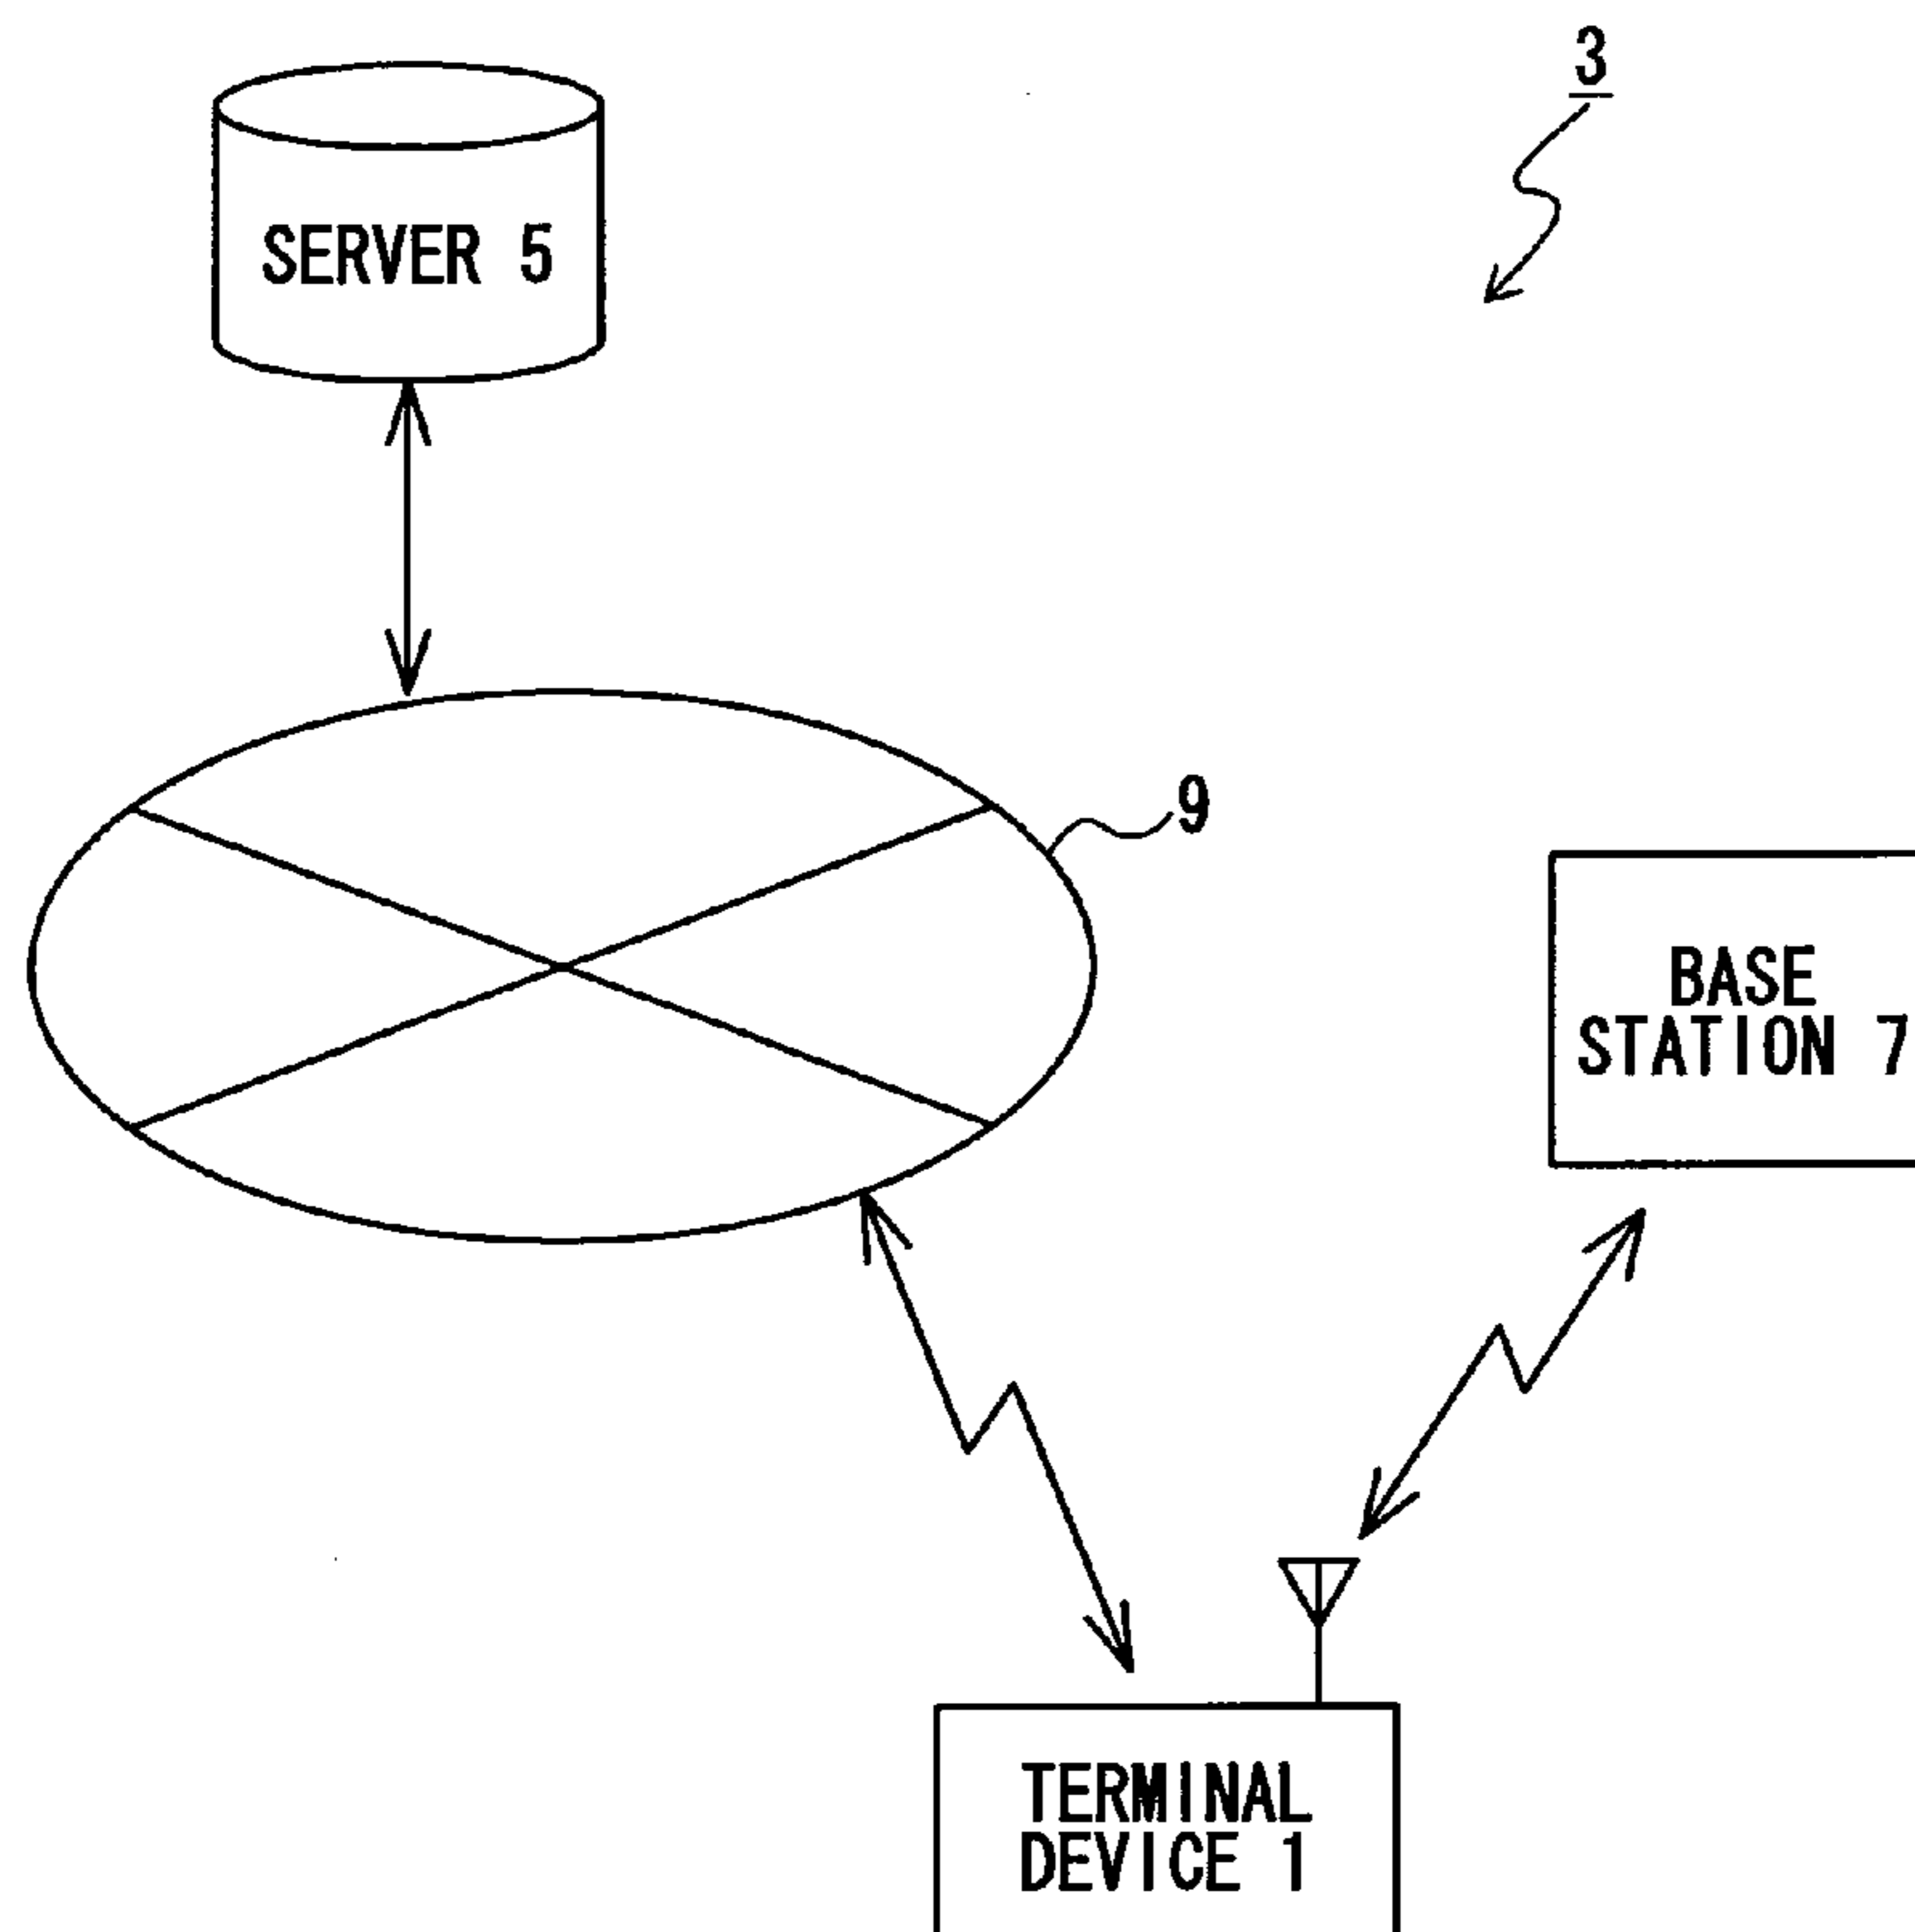 3
SERVER 5
9
BASE
STATION 7
TERMINAL
DEVICE 1